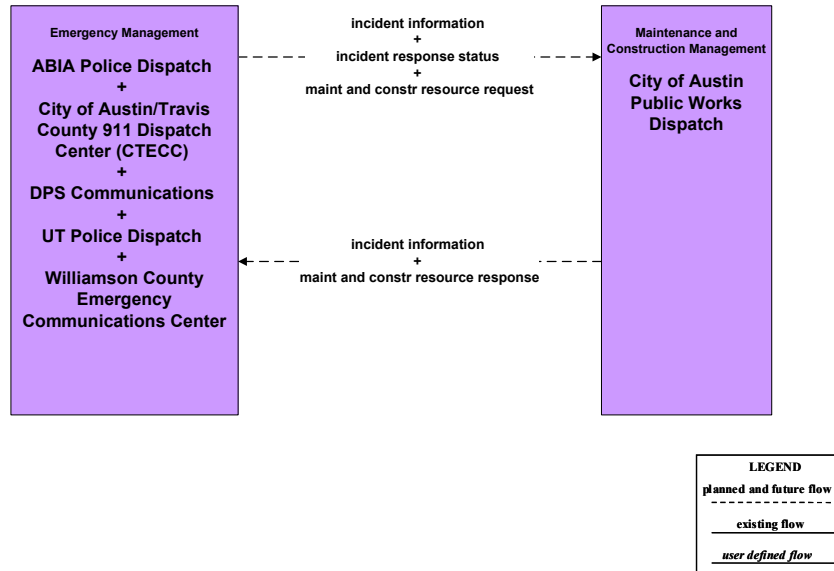 Emergency Management
ABIA Police Dispatch
+
City of Austin/Travis
County 911 Dispatch
Center (CTECC)
+
DPS Communications
+
UT Police Dispatch
+
Williamson County
Emergency
Communications Center
incident information
+
incident response status
+
maint and constr resource request
incident information
+
maint and constr resource response
Maintenance and
Construction Management
City of Austin
Public Works
Dispatch
LEGEND
planned and future flow
existing flow
user defined flow